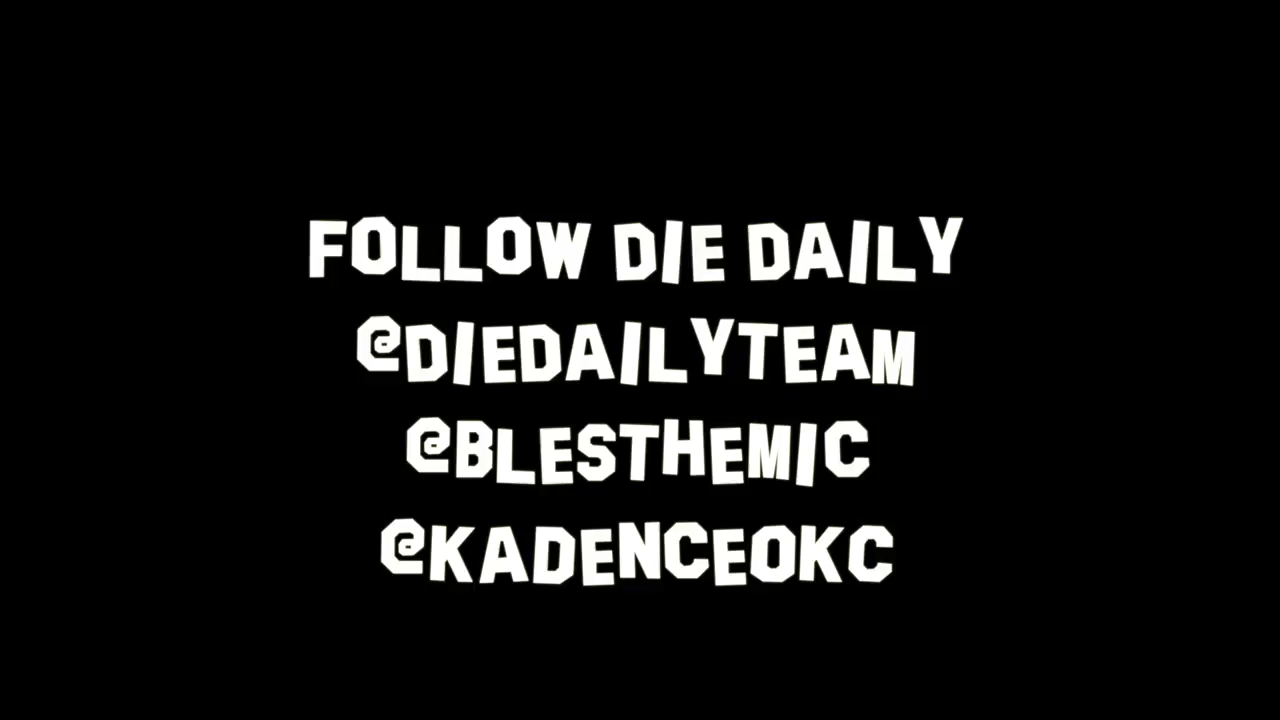 FOLLOW DIE DAILY
@DIEDAILYTEAM
@BLESTHEMIC
@KADENCEOKC